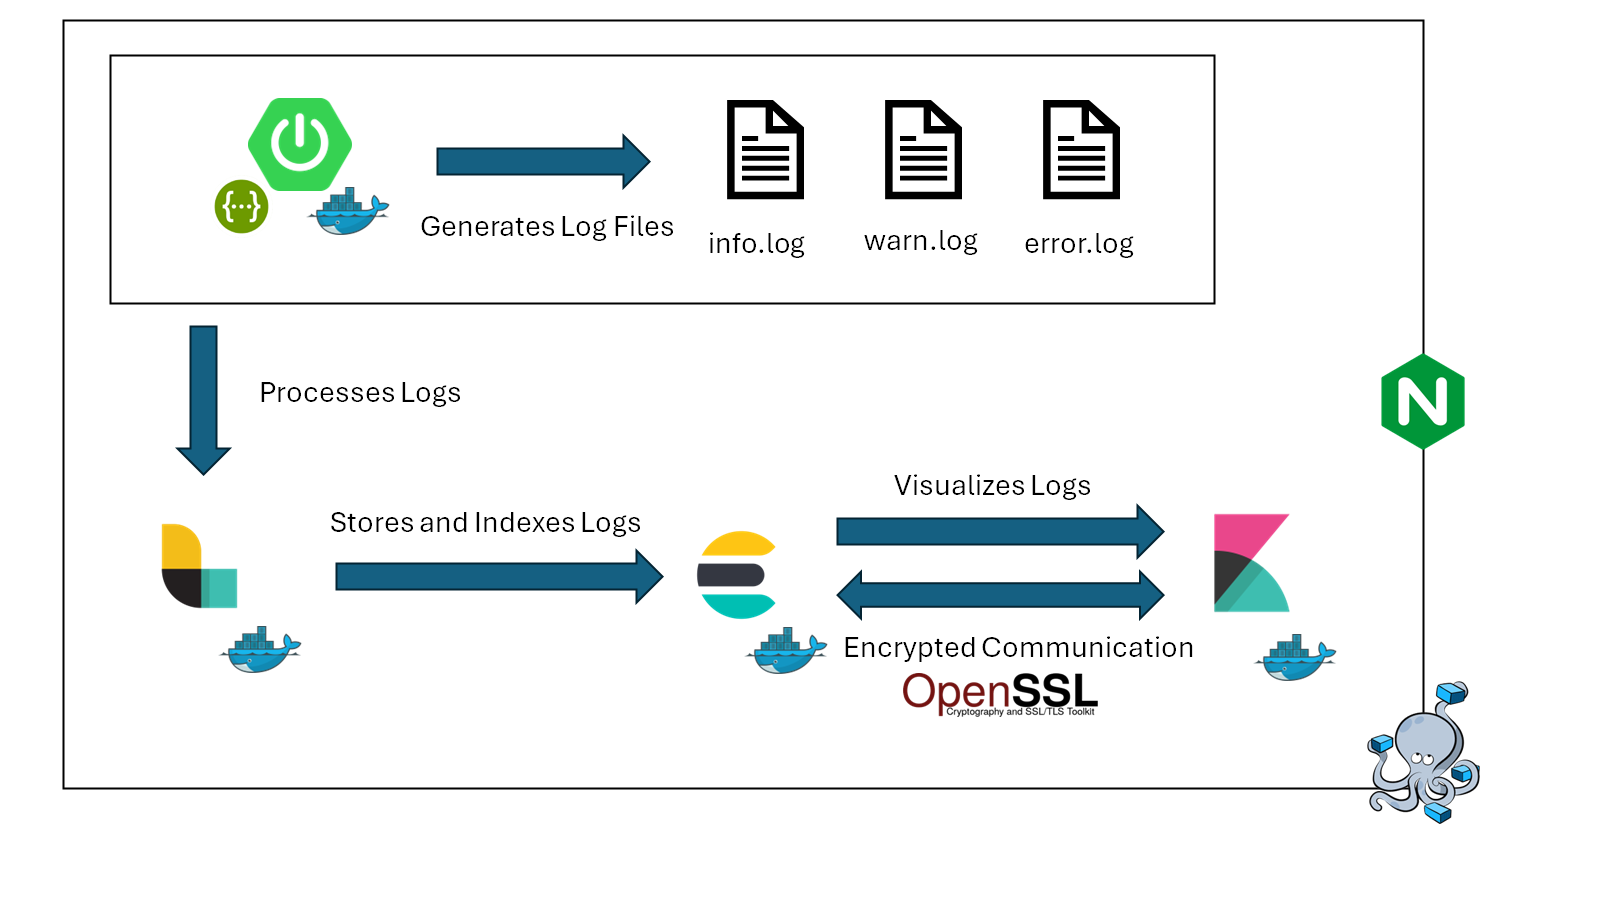 Generates Log Files
info.log
warn.log
error.log
Processes Logs
Visualizes Logs
Stores and Indexes Logs
Encrypted Communication
OpenSSL
Cryptography and SSL/TLS Toolkit
N
{...}